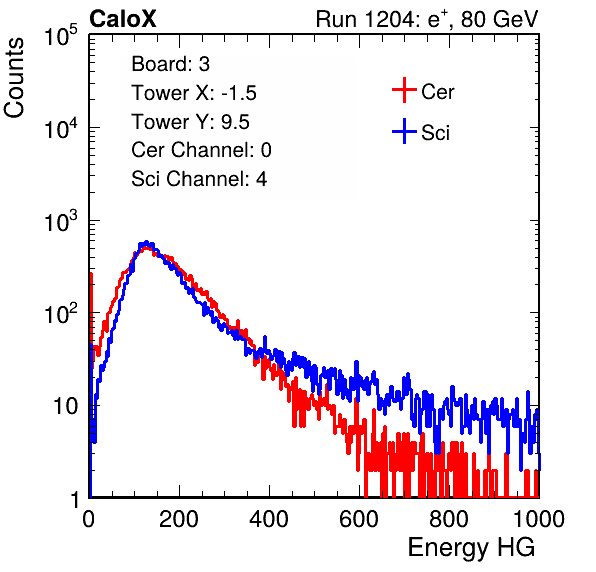 CaloX Run 1204: e⁺, 80 GeV
Counts
10⁵
10⁴
10³
10²
10
1
Board: 3
Tower X: -1.5
Tower Y: 9.5
Cer Channel: 0
Sci Channel: 4
Cer
Sci
0 200 400 600 800 1000
Energy HG